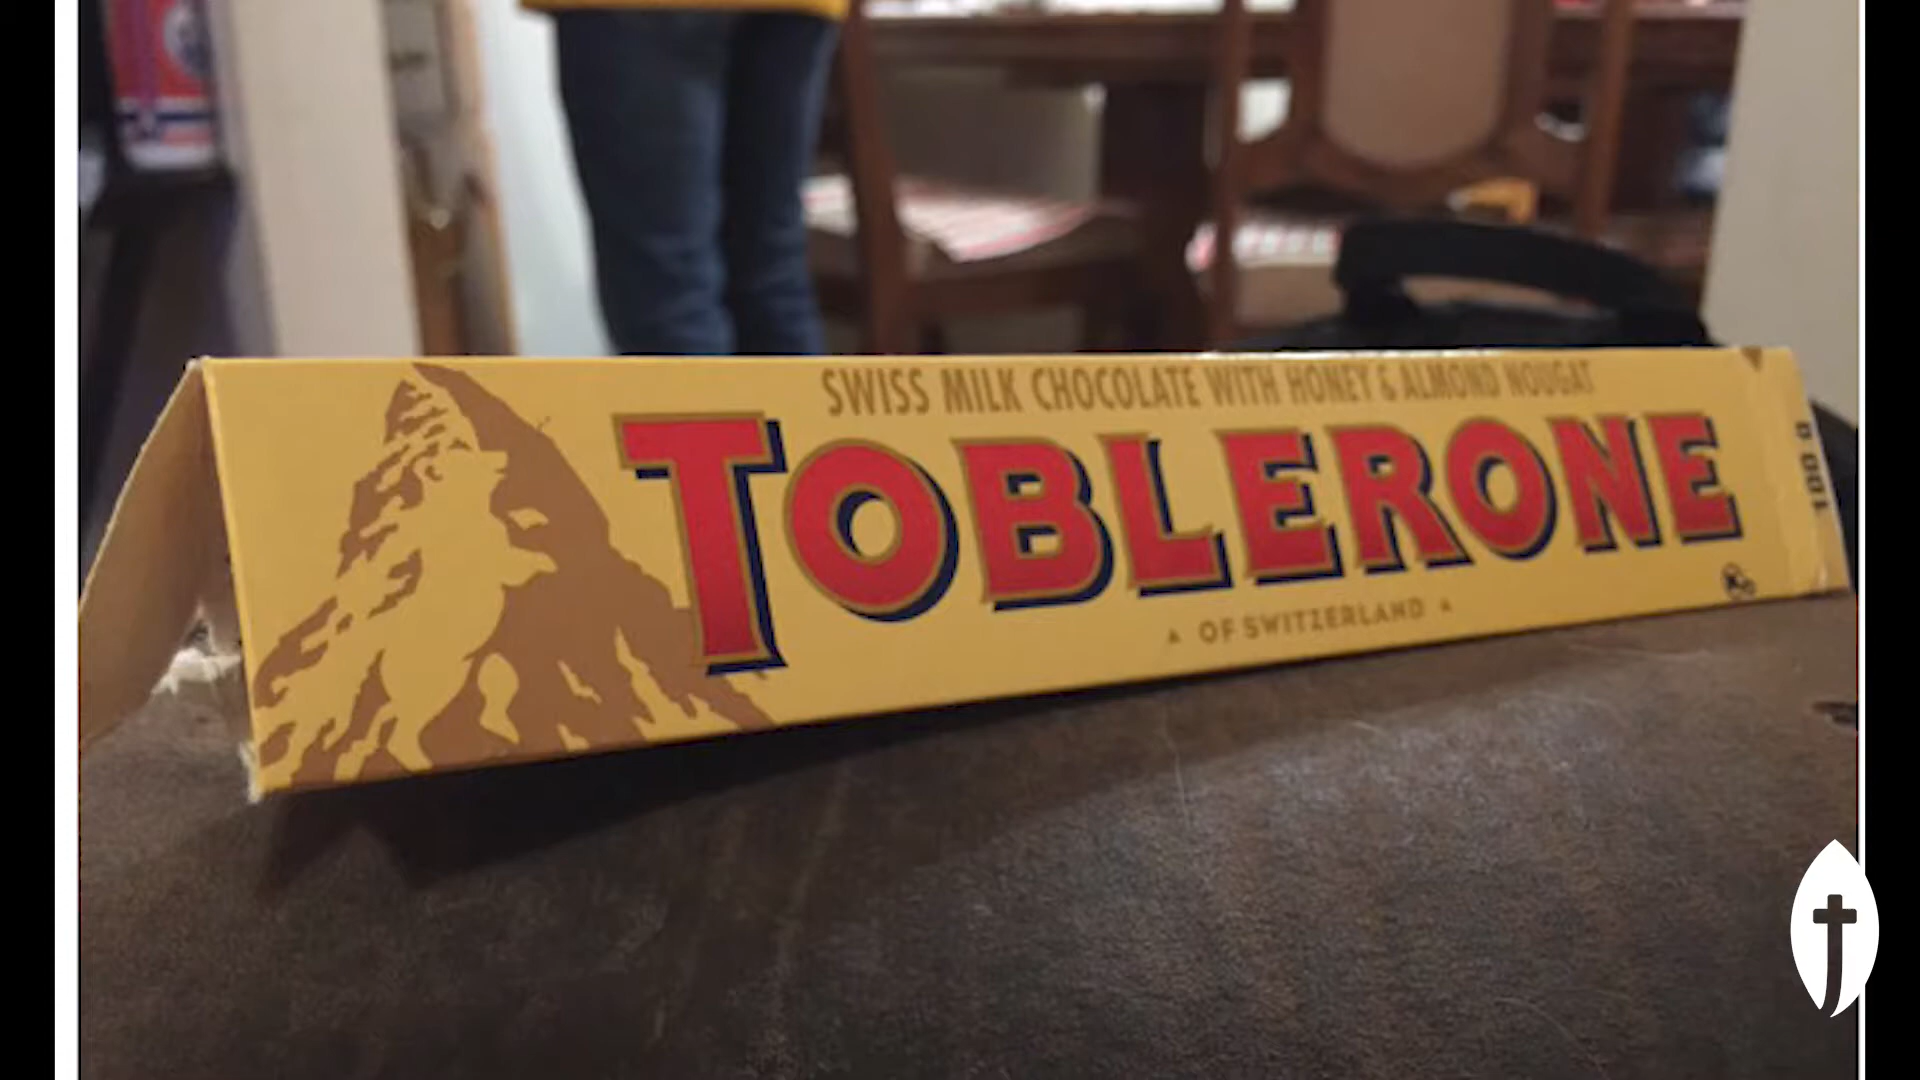 SWISS MILK CHOCOLATE WITH HONEY & ALMOND NOUGAT
TOBLERONE
OF SWITZERLAND
100 g